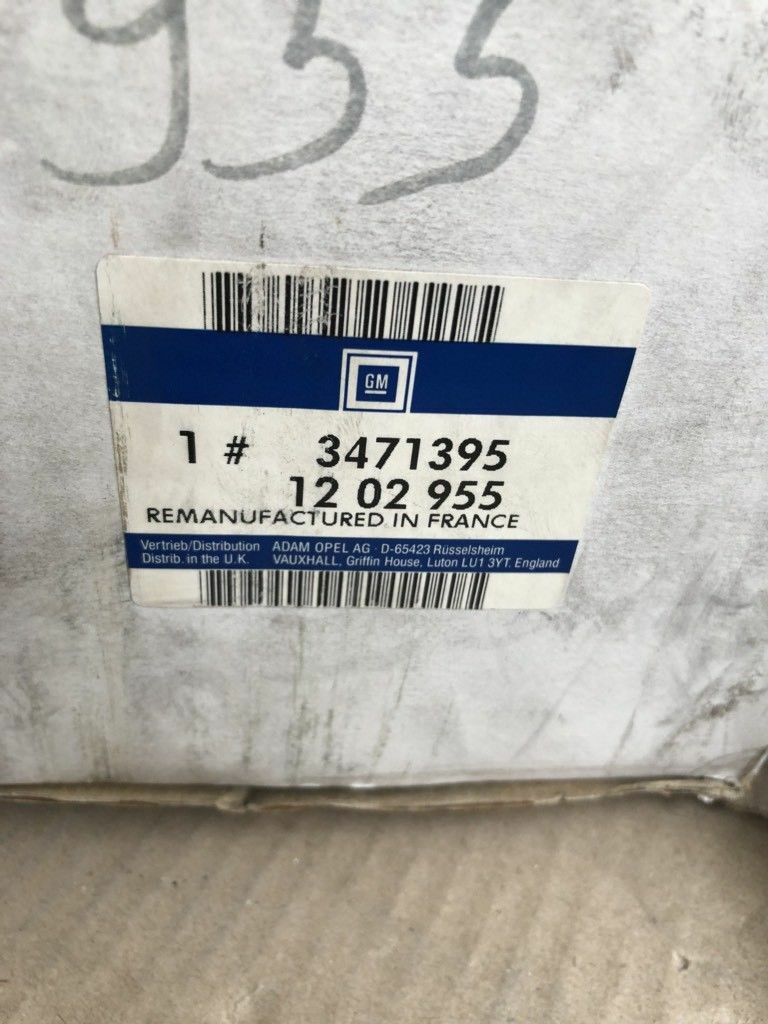 955
GM
1 # 3471395
12 02 955
REMANUFACTURED IN FRANCE
Vertrieb/Distribution ADAM OPEL AG · D-65423 Rüsselsheim
Distrib. in the U.K. VAUXHALL, Griffin House, Luton LU1 3YT. England